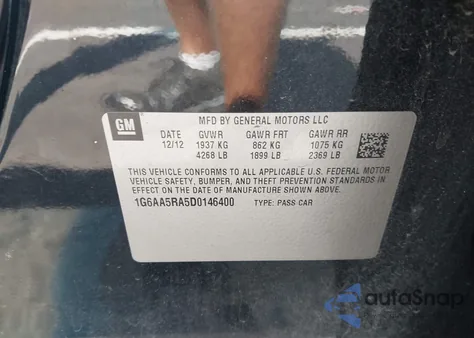 GM
MFD BY GENERAL MOTORS LLC
DATE GVWR GAWR FRT GAWR RR
12/12 1937 KG 862 KG 1075 KG
4268 LB 1899 LB 2369 LB
THIS VEHICLE CONFORMS TO ALL APPLICABLE U.S. FEDERAL MOTOR
VEHICLE SAFETY, BUMPER, AND THEFT PREVENTION STANDARDS
IN EFFECT ON THE DATE OF MANUFACTURE SHOWN ABOVE.
1G6AA5RA5D0146400 TYPE: PASS CAR
autoSnap